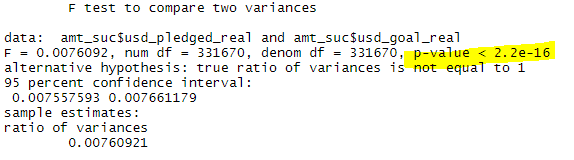 F test to compare two variances
data: amt_suc$usd_pledged_real and amt_suc$usd_goal_real
F = 0.0076092, num df = 331670, denom df = 331670, p-value < 2.2e-16
alternative hypothesis: true ratio of variances is not equal to 1
95 percent confidence interval:
0.007557593 0.007661179
sample estimates:
ratio of variances
0.00760921